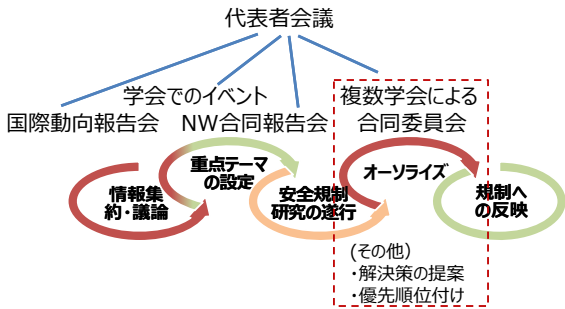 代表者会議
学会でのイベント
複数学会による
国際動向報告会
NW合同報告会
合同委員会
重点テーマ
の設定
オーソライズ
情報集
約・議論
安全規制
研究の遂行
規制へ
の反映
(その他)
・解決策の提案
・優先順位付け